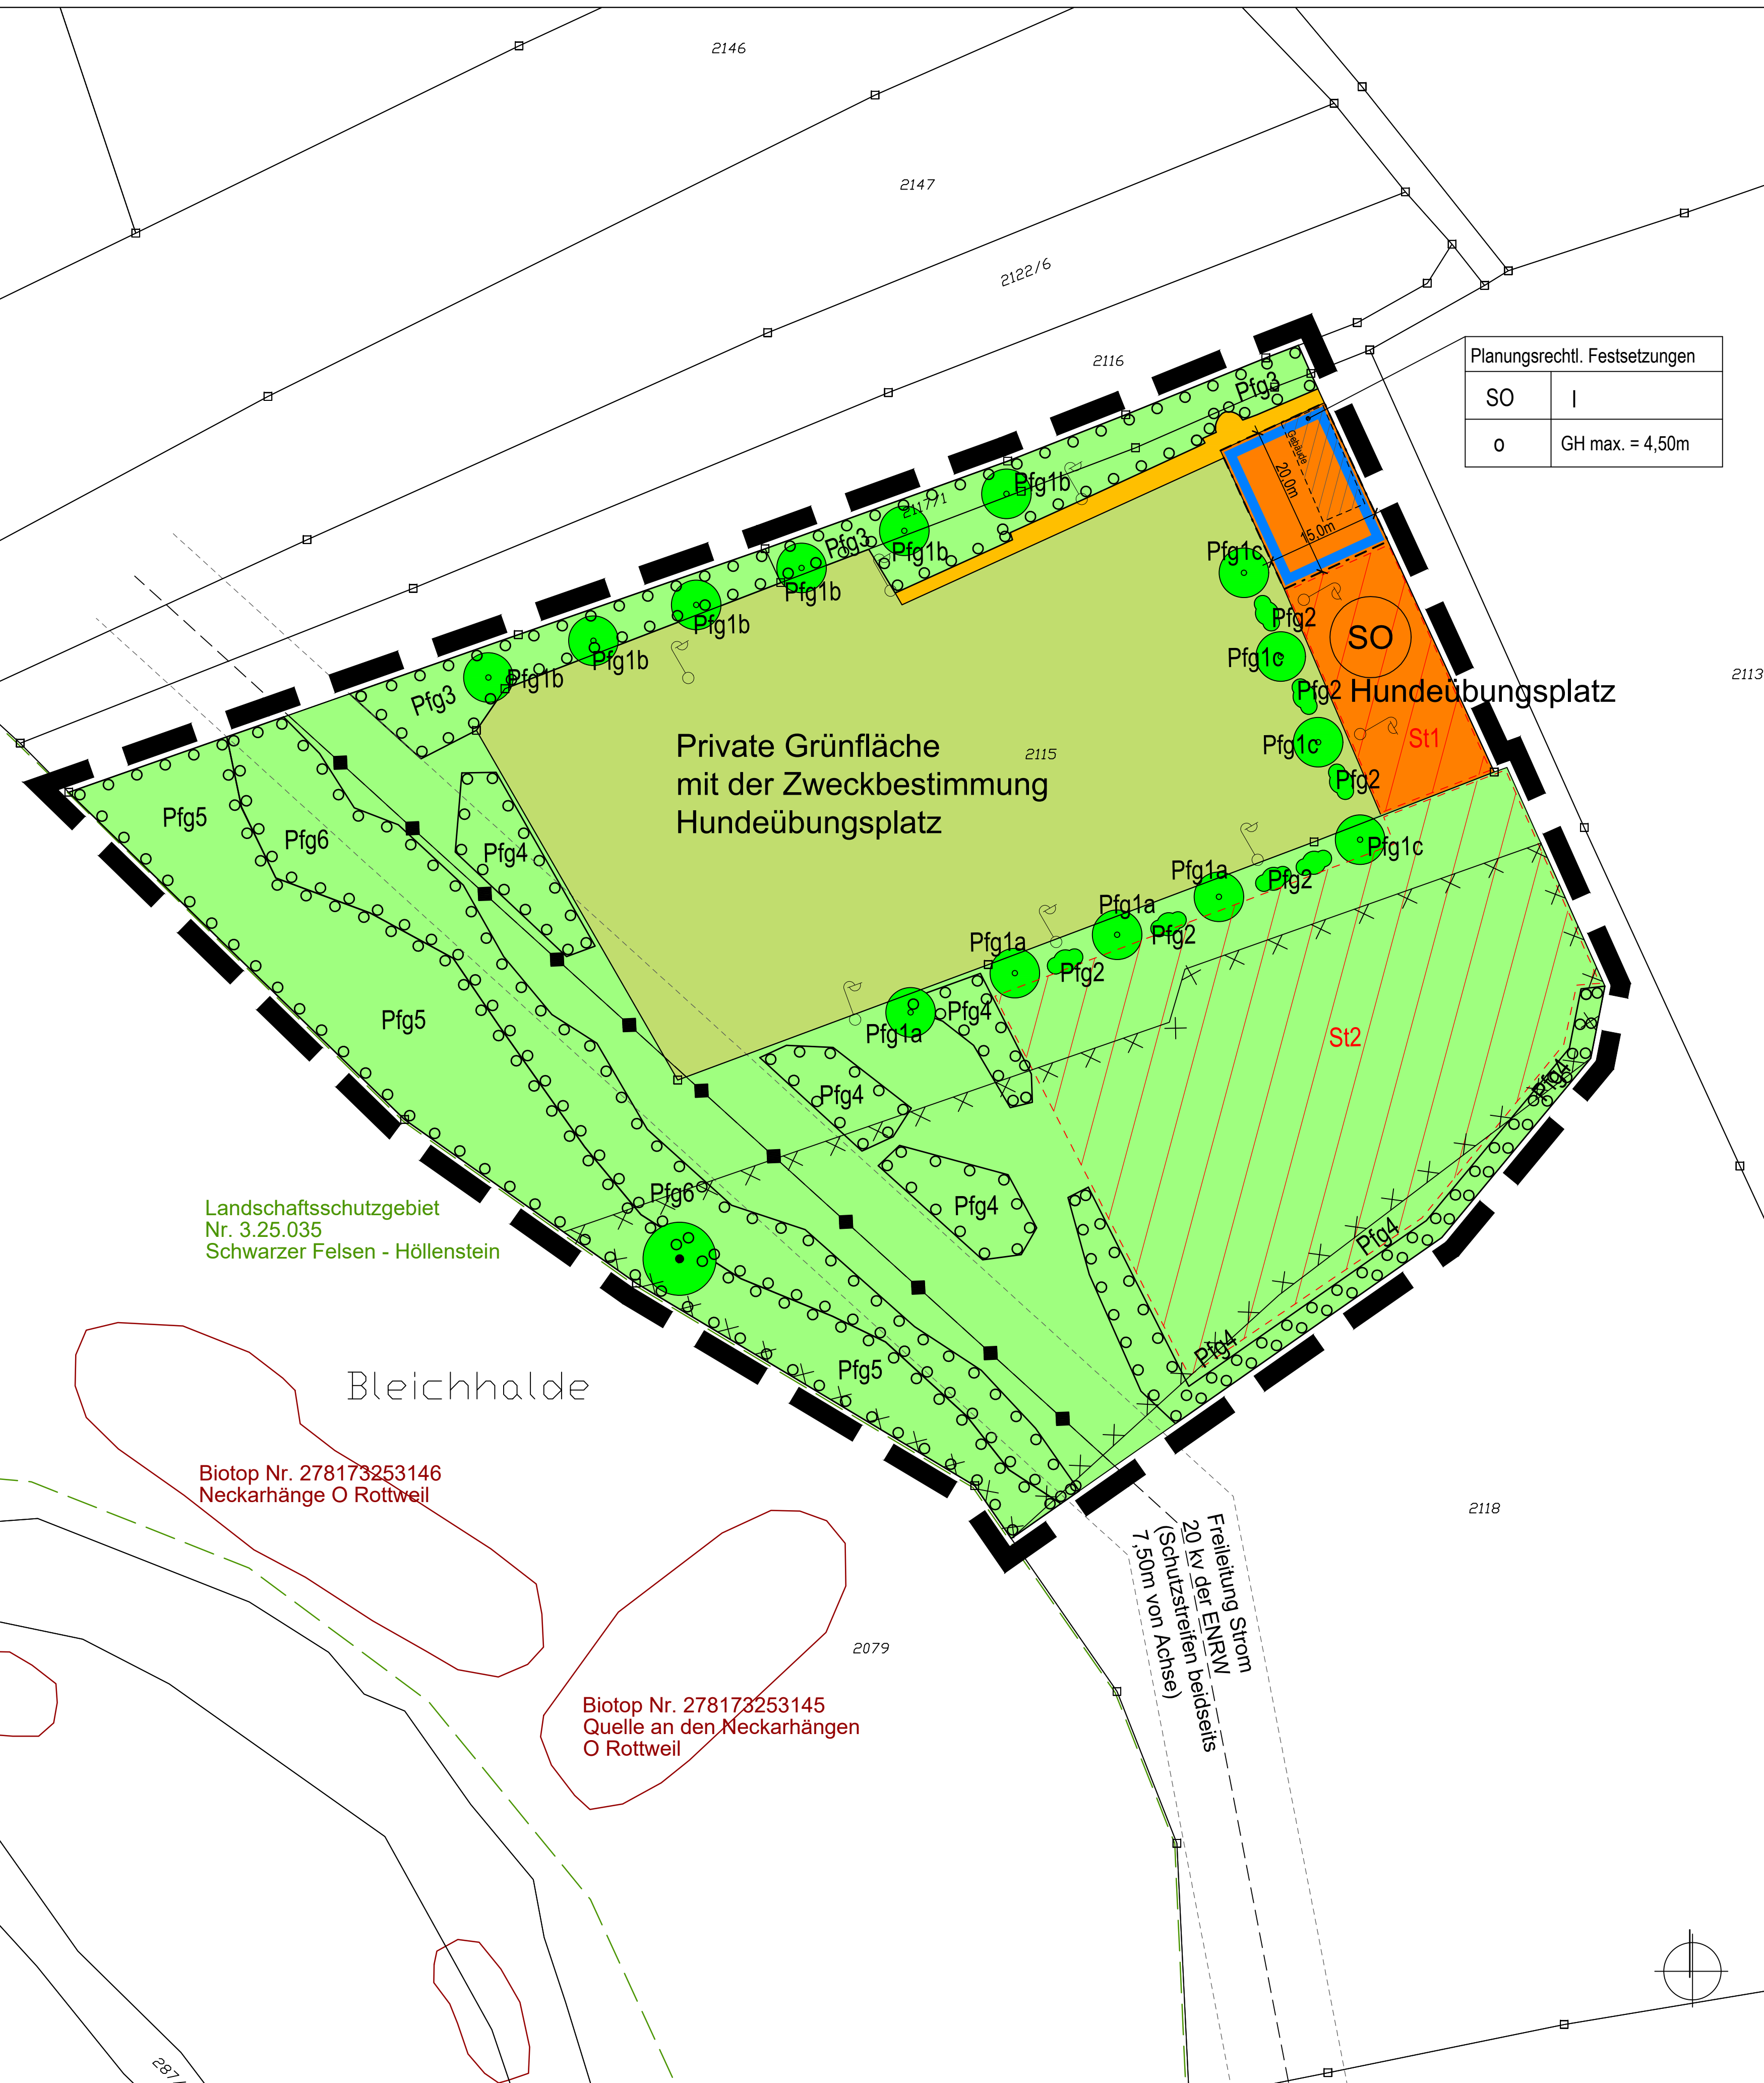 2146
2147
2122/6
2116
Planungsrechtl. Festsetzungen
SO
I
o
GH max. = 4,50m
Pfg3
Gebäude
20.0m
15,0m
Pfg1b
2117/1
Pfg3
Pfg1b
Pfg1b
Pfg1b
Pfg1b
Pfg1b
Pfg3
Pfg1c
Pfg2
SO
Pfg1c
Pfg2
Hundeübungsplatz
2113
St1
Pfg1c
Pfg2
Private Grünfläche
mit der Zweckbestimmung
Hundeübungsplatz
2115
Pfg5
Pfg6
Pfg4
Pfg1c
Pfg1a
Pfg2
Pfg1a
Pfg2
Pfg1a
Pfg2
Pfg5
Pfg4
Pfg1a
St2
Pfg4
Pfg4
Pfg6
Pfg4
Pfg4
Pfg4
Pfg5
Landschaftsschutzgebiet
Nr. 3.25.035
Schwarzer Felsen - Höllenstein
Bleichhalde
Biotop Nr. 278173253146
Neckarhänge O Rottweil
2118
Freileitung Strom
20 kv der ENRW
(Schutzstreifen beidseits
7,50m von Achse)
2079
Biotop Nr. 278173253145
Quelle an den Neckarhängen
O Rottweil